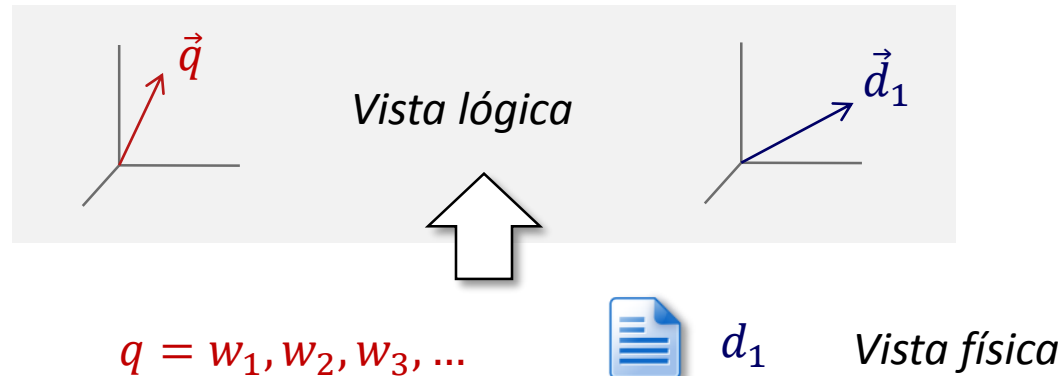 q⃗
Vista lógica
d⃗₁
q = w₁, w₂, w₃, ...
d₁
Vista física